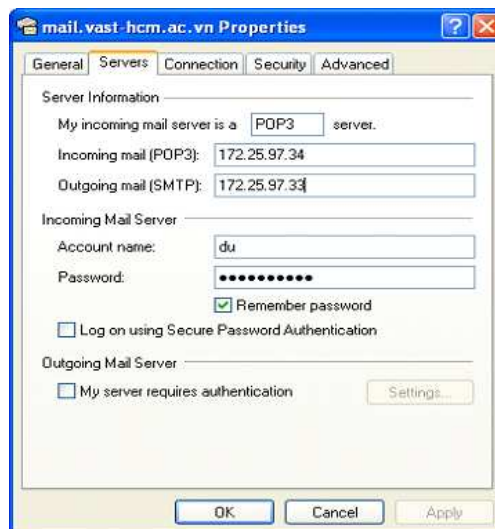 mail.vast-hcm.ac.vn Properties
General Servers Connection Security Advanced
Server Information
My incoming mail server is a POP3 server.
Incoming mail (POP3): 172.25.97.34
Outgoing mail (SMTP): 172.25.97.33
Incoming Mail Server
Account name: du
Password: ●●●●●●●●●●
Remember password
Log on using Secure Password Authentication
Outgoing Mail Server
My server requires authentication Settings...
OK Cancel Apply